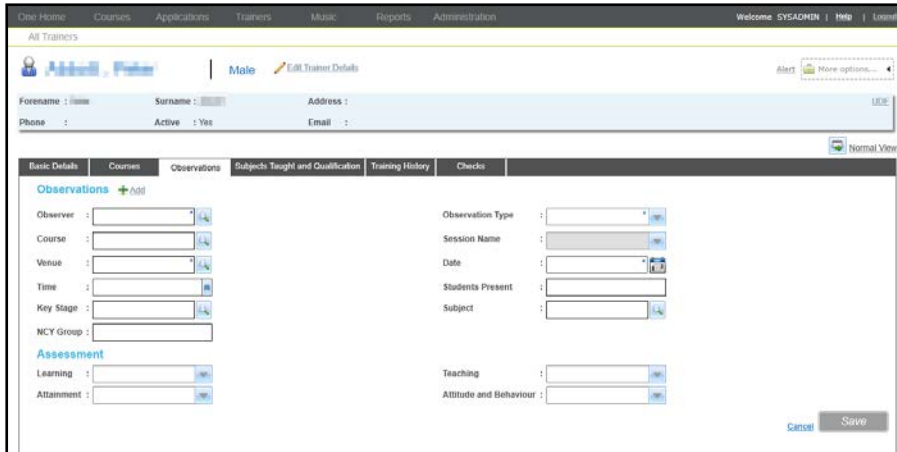 One Home Courses Applications Trainers Music Reports Administration Welcome SYSADMIN | Help | Logout
All Trainers
Male Edit Trainer Details Alert More options...
Forename : Surname : Address : UDF
Phone : Active : Yes Email :
Normal View
Basic Details Courses Observations Subjects Taught and Qualification Training History Checks
Observations Add
Observer : * Observation Type : *
Course : Session Name :
Venue : * Date : *
Time : Students Present :
Key Stage : Subject :
NCY Group :
Assessment
Learning : Teaching :
Attainment : Attitude and Behaviour :
Cancel Save